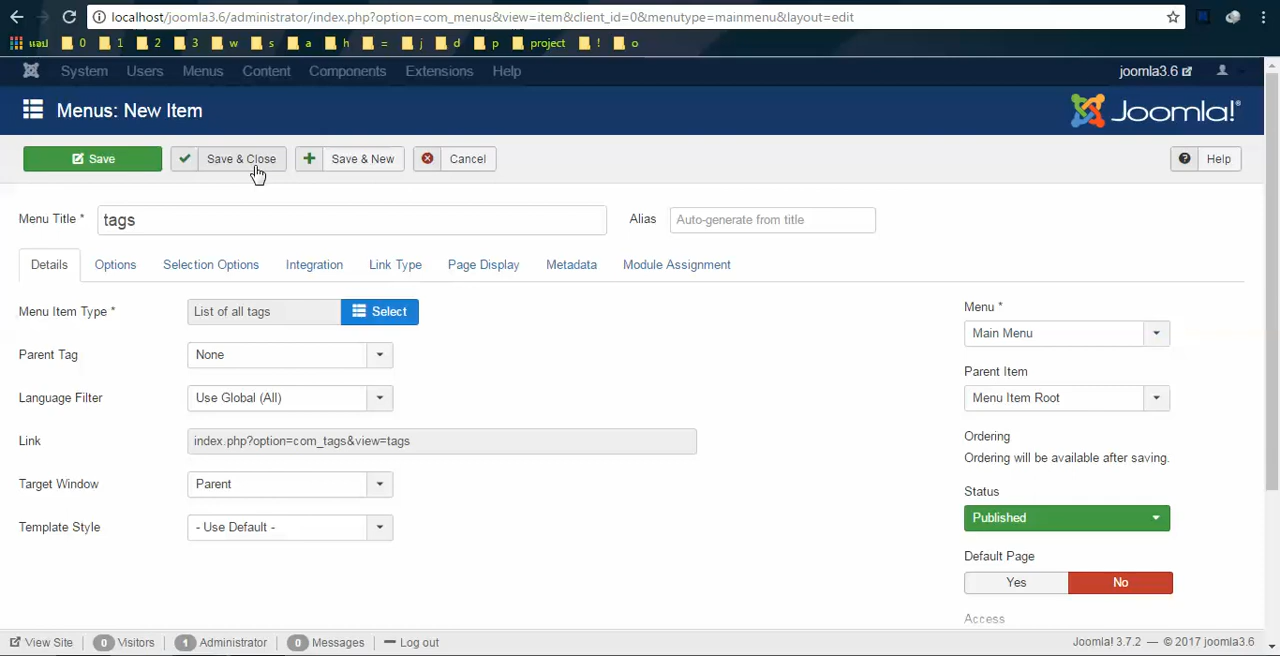 localhost/joomla3.6/administrator/index.php?option=com_menus&view=item&client_id=0&menutype=mainmenu&layout=edit
แอป 0 1 2 3 w s a h = j d p project ! o
System Users Menus Content Components Extensions Help joomla3.6
Menus: New Item Joomla!®
Save Save & Close Save & New Cancel Help
Menu Title * tags Alias Auto-generate from title
Details Options Selection Options Integration Link Type Page Display Metadata Module Assignment
Menu Item Type * List of all tags Select
Parent Tag None
Language Filter Use Global (All)
Link index.php?option=com_tags&view=tags
Target Window Parent
Template Style - Use Default -
Menu *
Main Menu
Parent Item
Menu Item Root
Ordering
Ordering will be available after saving.
Status
Published
Default Page
Yes No
Access
View Site 0 Visitors 1 Administrator 0 Messages Log out Joomla! 3.7.2 — © 2017 joomla3.6